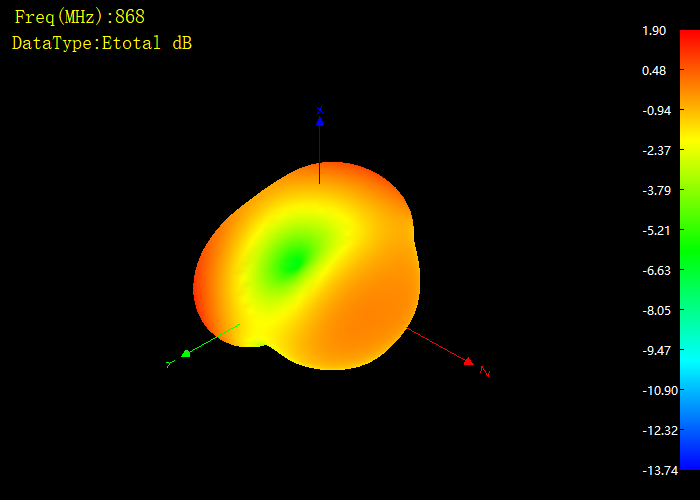 Freq(MHz):868
DataType:Etotal dB
1.90
0.48
-0.94
-2.37
-3.79
-5.21
-6.63
-8.05
-9.47
-10.90
-12.32
-13.74
X
Y
Z